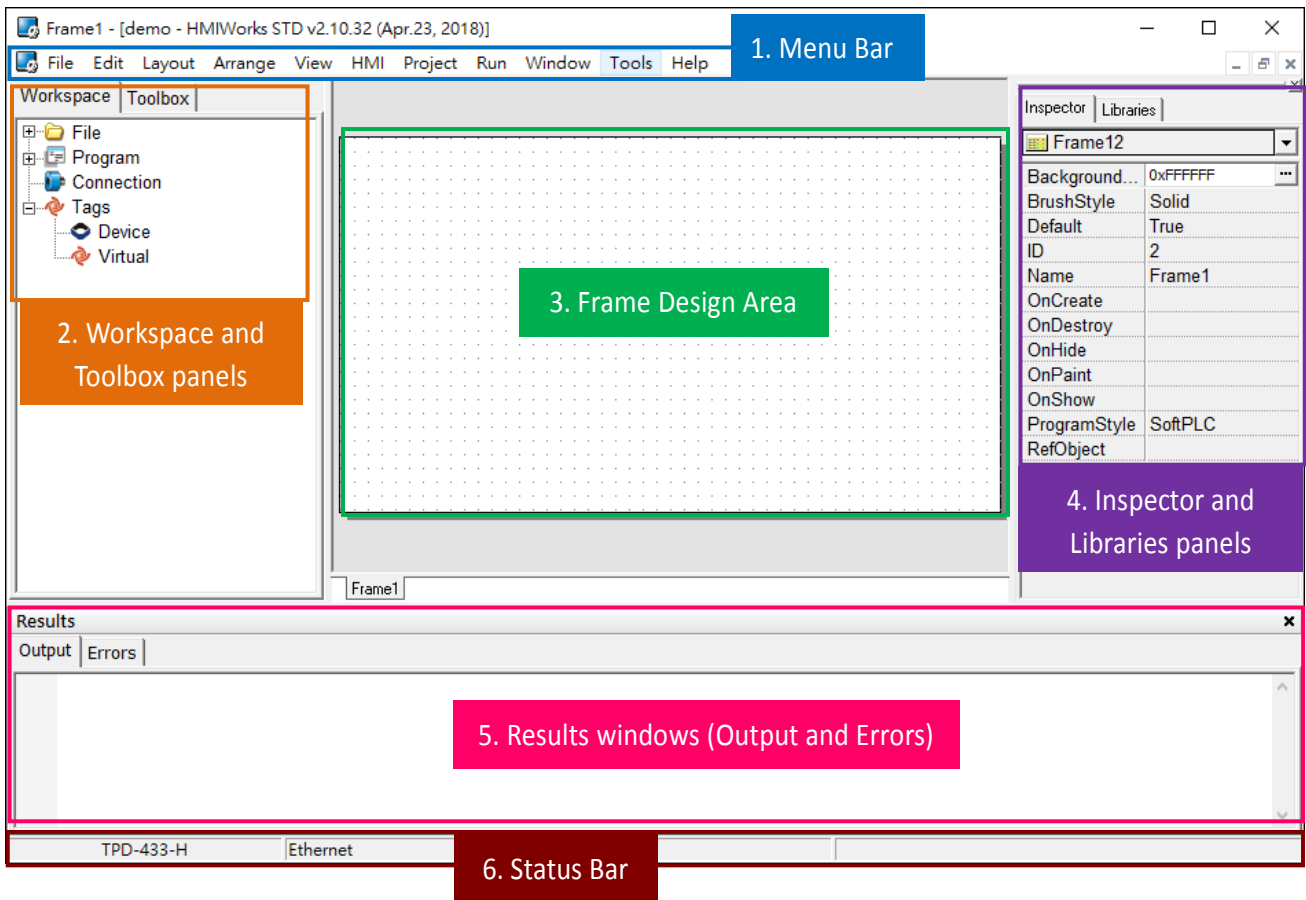 Frame1 - [demo - HMIWorks STD v2.10.32 (Apr.23, 2018)]
1. Menu Bar
File Edit Layout Arrange View HMI Project Run Window Tools Help
Workspace Toolbox
File
Program
Connection
Tags
Device
Virtual
2. Workspace and
Toolbox panels
3. Frame Design Area
Frame1
Inspector Libraries
Frame12
Background... 0xFFFFFF ...
BrushStyle Solid
Default True
ID 2
Name Frame1
OnCreate
OnDestroy
OnHide
OnPaint
OnShow
ProgramStyle SoftPLC
RefObject
4. Inspector and
Libraries panels
Results
Output Errors
5. Results windows (Output and Errors)
TPD-433-H Ethernet
6. Status Bar